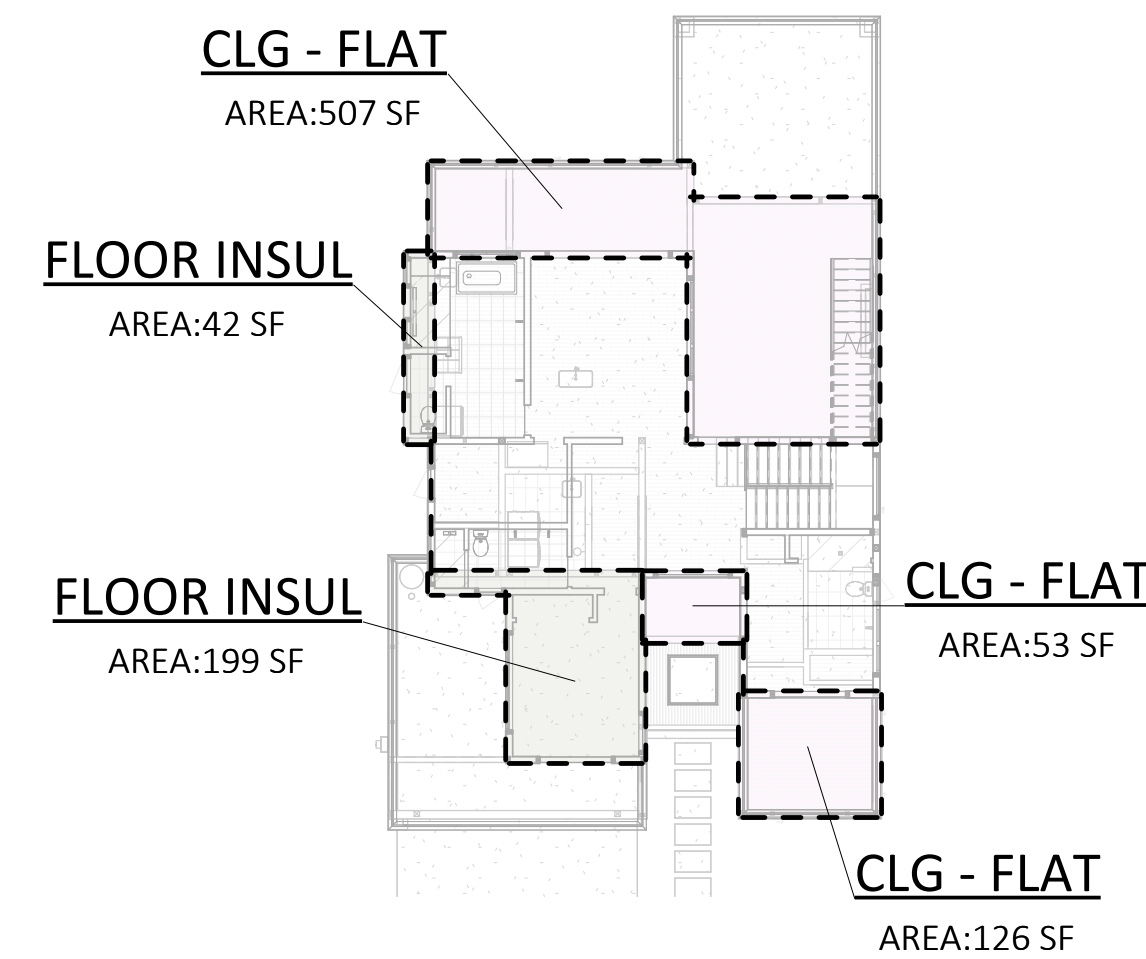 CLG - FLAT
AREA:507 SF
FLOOR INSUL
AREA:42 SF
FLOOR INSUL
AREA:199 SF
CLG - FLAT
AREA:53 SF
CLG - FLAT
AREA:126 SF